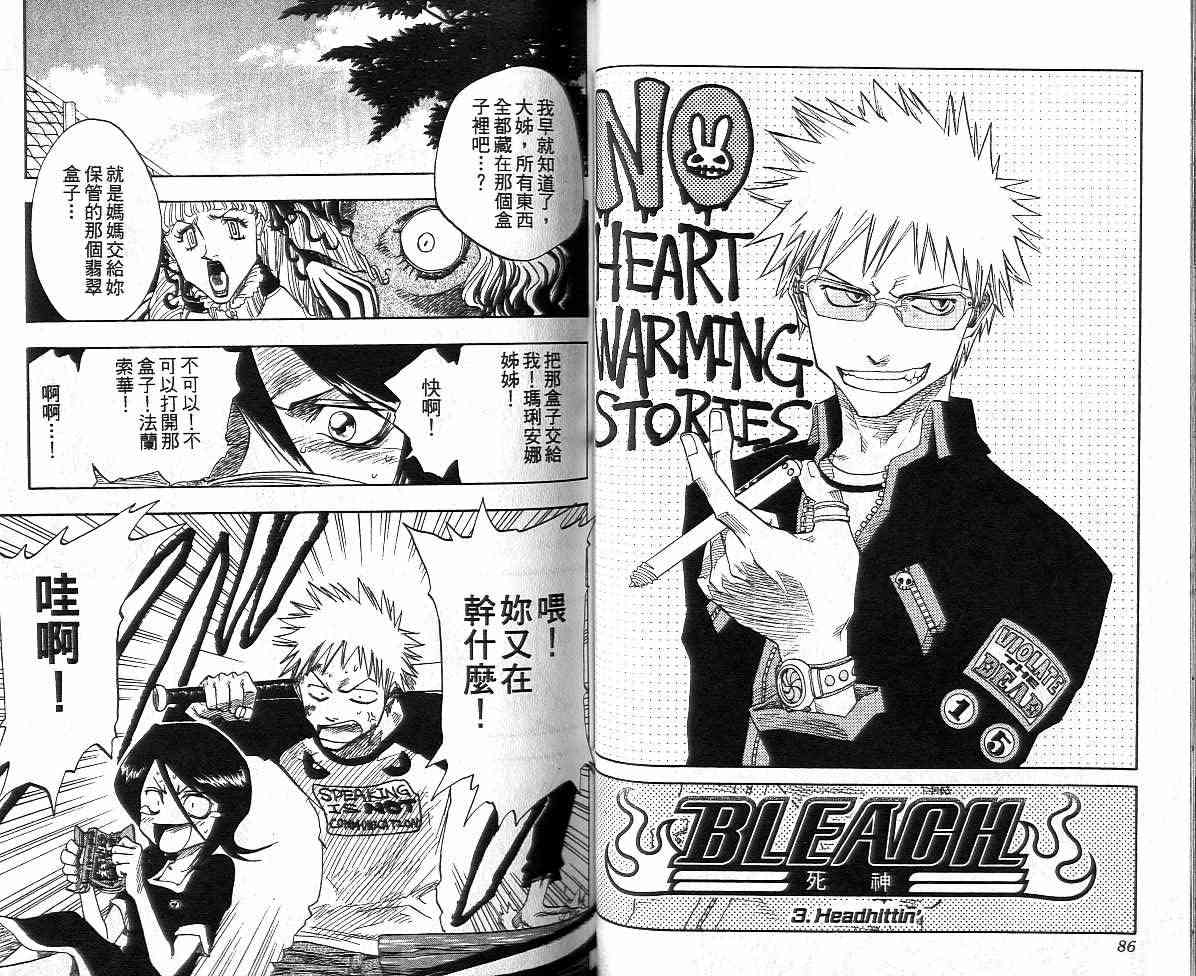 NO
HEART
WARMING
STORIES
VIOLATE
THE
DEAD
1
5
BLEACH
死神
3. Headhittin'
86
我早就知道了，
大姊，所有東西
全都藏在那個盒
子裡吧…？
就是媽媽交給妳
保管的那個翡翠
盒子…
把那盒子交給
我！瑪琍安娜
姊姊！
快啊！
不可以！不
可以打開那
盒子！法蘭
索華！
啊啊…！
喂！
妳又在
幹什麼！
哇啊！
SPEAKING
IS NOT
COMMUNICATION